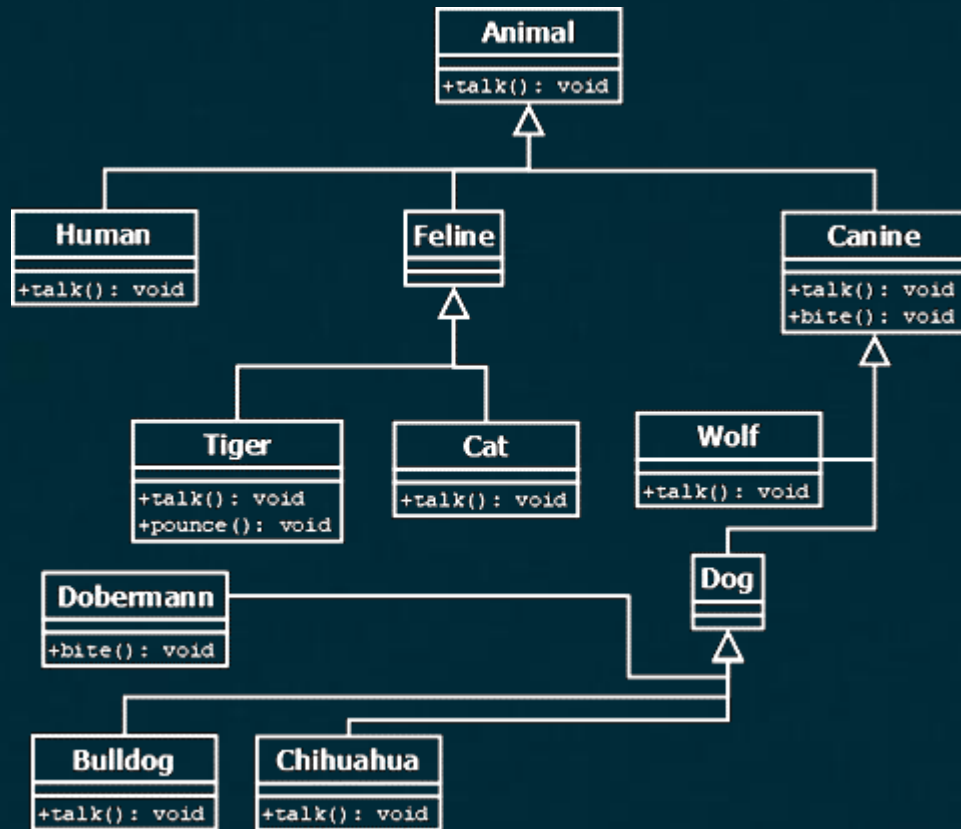 Animal
+talk(): void
Human
+talk(): void
Feline
Canine
+talk(): void
+bite(): void
Tiger
+talk(): void
+pounce(): void
Cat
+talk(): void
Wolf
+talk(): void
Dog
Dobermann
+bite(): void
Bulldog
+talk(): void
Chihuahua
+talk(): void